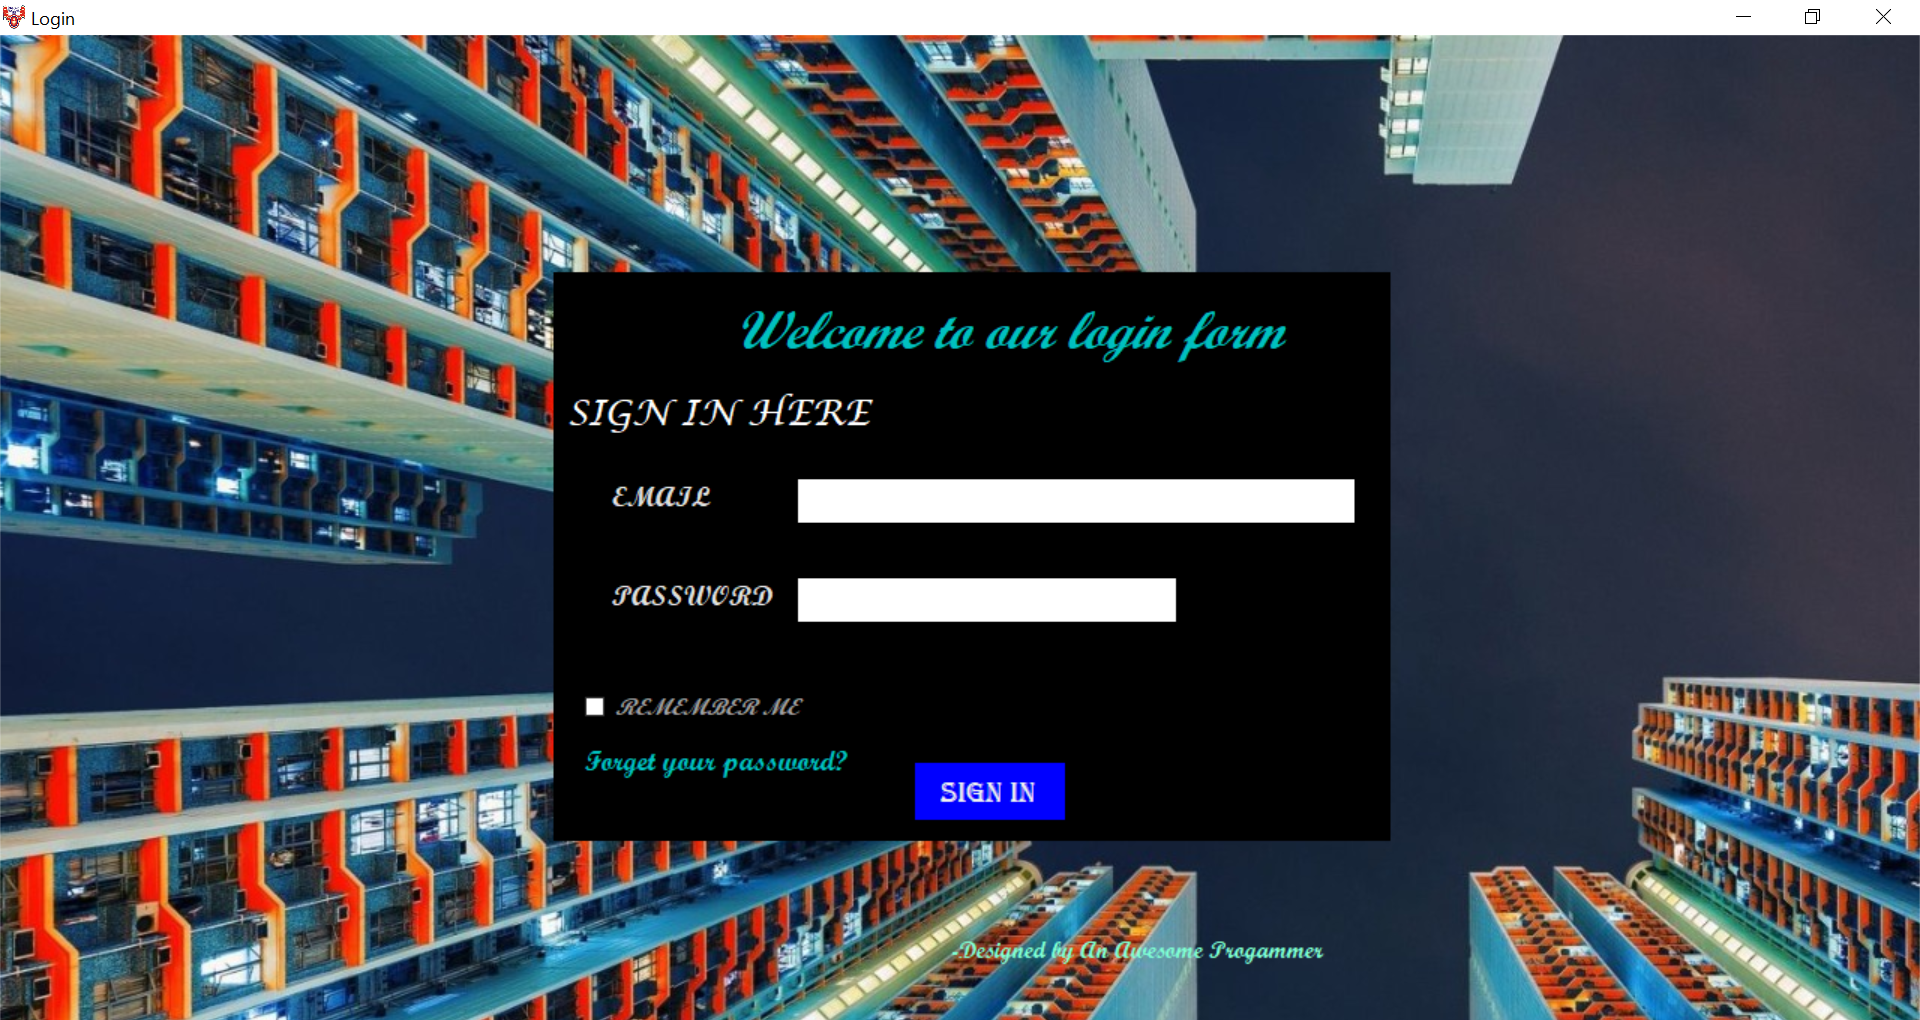 Login
Welcome to our login form
SIGN IN HERE
EMAIL
PASSWORD
REMEMBER ME
Forget your password?
SIGN IN
-Designed by An Awesome Progammer